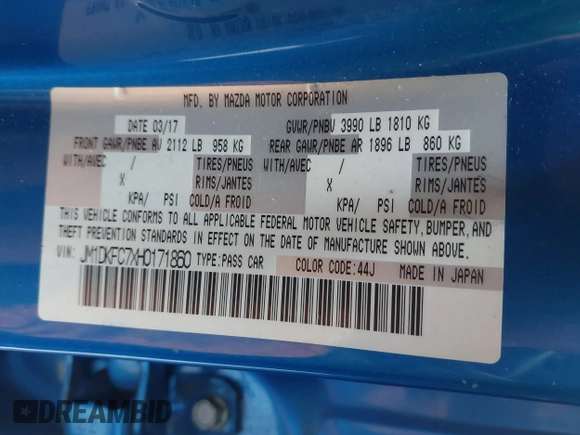 MFD. BY MAZDA MOTOR CORPORATION
DATE 03/17 GVWR/PNBV 3990 LB 1810 KG
FRONT GAWR/PNBE AV 2112 LB 958 KG REAR GAWR/PNBE AR 1896 LB 860 KG
WITH/AVEC / TIRES/PNEUS WITH/AVEC / TIRES/PNEUS
X RIMS/JANTES X RIMS/JANTES
KPA/ PSI COLD/A FROID KPA/ PSI COLD/A FROID
THIS VEHICLE CONFORMS TO ALL APPLICABLE FEDERAL MOTOR VEHICLE SAFETY, BUMPER, AND
THEFT PREVENTION STANDARDS IN EFFECT ON THE DATE OF MANUFACTURE SHOWN ABOVE.
VIN: JM1DKFC7XH0171860 TYPE:PASS CAR COLOR CODE:44J MADE IN JAPAN
DREAMBID